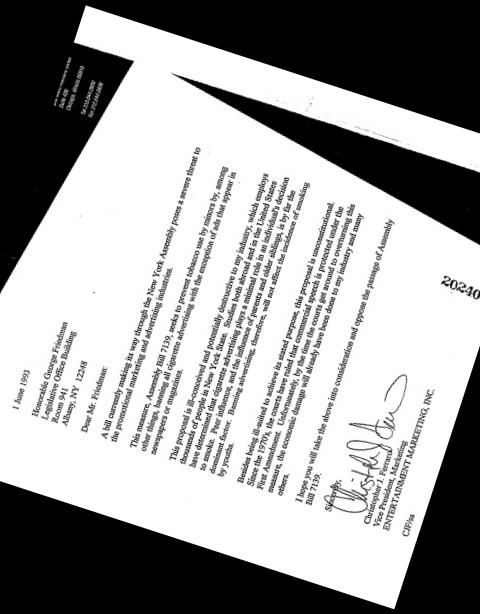 Suite 400
Chicago, Illinois 60610
1 June 1993
Honorable George Friedman
Legislative Office Building
Room 941
Albany, NY 12248
Dear Mr. Friedman:
A bill currently making its way through the New York Assembly poses a severe threat to
the promotional marketing and advertising industries.
This measure, Assembly Bill 7139, seeks to prevent tobacco use by minors by, among
other things, banning all cigarette advertising with the exception of ads that appear in
newspapers or magazines.
This proposal is ill-conceived and potentially destructive to my industry, which employs
thousands of people in New York State. Studies both abroad and in the United States
have determined that cigarette advertising plays a minimal role in an individual's decision
to smoke. Peer influence, and the influence of parents and older siblings, is by far the
dominant factor. Banning advertising, therefore, will not affect the incidence of smoking
by youths.
Besides being ill-suited to achieve its stated purpose, this proposal is unconstitutional.
Since the 1970's, the courts have ruled that commercial speech is protected under the
First Amendment. Unfortunately, by the time the courts get around to overturning this
measure, the economic damage will already have been done to my industry and many
others.
I hope you will take the above into consideration and oppose the passage of Assembly
Bill 7139.
Sincerely,
Christopher J. Ferrara
Vice President, Marketing
ENTERTAINMENT MARKETING, INC.
CJF/sa
20240